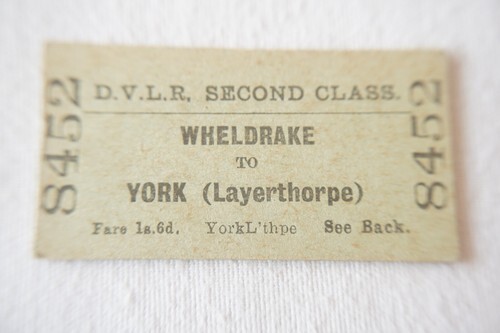 8452
D.V.L.R. SECOND CLASS.
WHELDRAKE
TO
YORK (Layerthorpe)
Fare 1s.6d. YorkL'thpe See Back.
8452